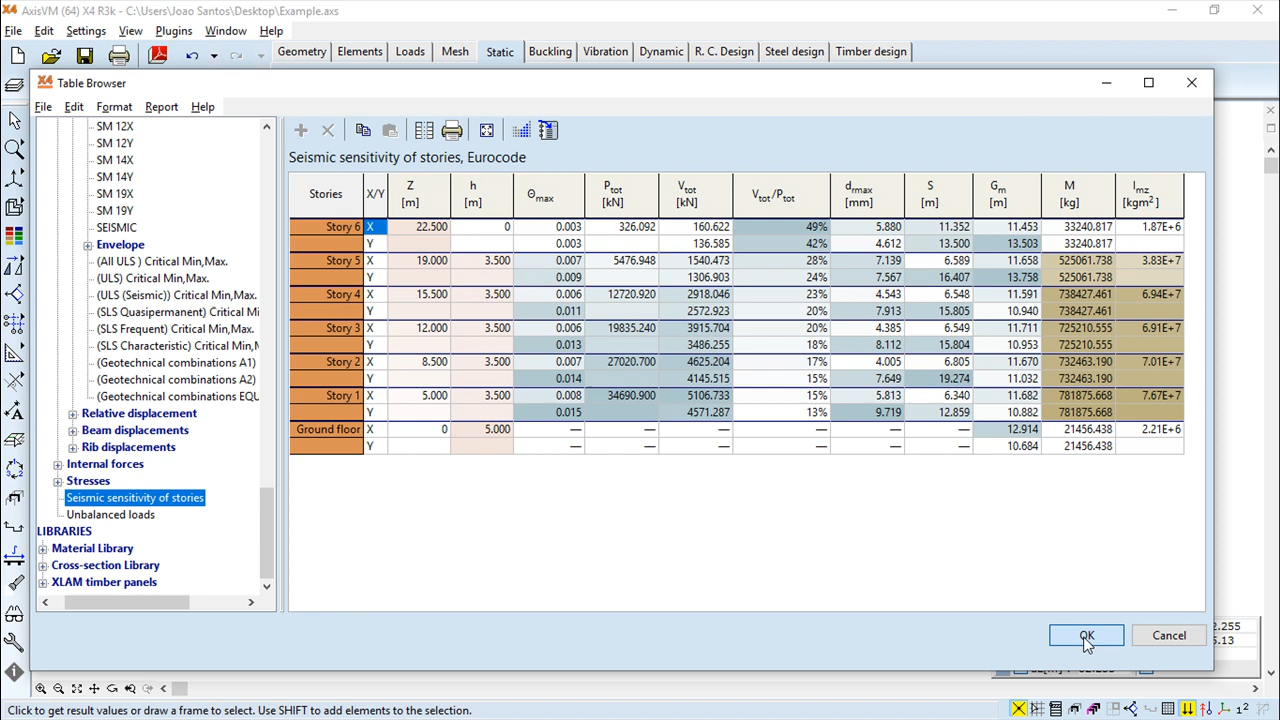 AxisVM (64) X4 R3k - C:\Users\Joao Santos\Desktop\Example.axs
File Edit Settings View Plugins Window Help
Geometry Elements Loads Mesh Static Buckling Vibration Dynamic R. C. Design Steel design Timber design
Table Browser
File Edit Format Report Help
SM 12X
SM 12Y
SM 14X
SM 14Y
SM 19X
SM 19Y
SEISMIC
Envelope
(All ULS ) Critical Min,Max.
(ULS) Critical Min,Max.
(ULS (Seismic)) Critical Min,Max.
(SLS Quasipermanent) Critical Min
(SLS Frequent) Critical Min,Max.
(SLS Characteristic) Critical Min,M
(Geotechnical combinations A1)
(Geotechnical combinations A2)
(Geotechnical combinations EQU
Relative displacement
Beam displacements
Rib displacements
Internal forces
Stresses
Seismic sensitivity of stories
Unbalanced loads
LIBRARIES
Material Library
Cross-section Library
XLAM timber panels
Seismic sensitivity of stories, Eurocode
Stories X/Y Z [m] h [m] Θmax Ptot [kN] Vtot [kN] Vtot/Ptot drmax [mm] S [m] Gm [m] M [kg] Imz [kgm²]
Story 6 X 22.500 0 0.003 326.092 160.622 49% 5.880 11.352 11.453 33240.817 1.87E+6
Y 0.003 136.585 42% 4.612 13.500 13.503 33240.817
Story 5 X 19.000 3.500 0.007 5476.948 1540.473 28% 7.139 6.589 11.658 525061.738 3.83E+7
Y 0.009 1306.903 24% 7.567 16.407 13.758 525061.738
Story 4 X 15.500 3.500 0.006 12720.920 2918.046 23% 4.543 6.548 11.591 738427.461 6.94E+7
Y 0.011 2572.923 20% 7.913 15.805 10.940 738427.461
Story 3 X 12.000 3.500 0.006 19835.240 3915.704 20% 4.385 6.549 11.711 725210.555 6.91E+7
Y 0.013 3486.255 18% 8.112 15.804 10.953 725210.555
Story 2 X 8.500 3.500 0.007 27020.700 4625.204 17% 4.005 6.805 11.670 732463.190 7.01E+7
Y 0.014 4145.515 15% 7.649 19.274 11.032 732463.190
Story 1 X 5.000 3.500 0.008 34690.900 5106.733 15% 5.813 6.340 11.682 781875.668 7.67E+7
Y 0.015 4571.287 13% 9.719 12.859 10.882 781875.668
Ground floor X 0 5.000 — — — — — — 12.914 21456.438 2.21E+6
Y — — — — — — 10.684 21456.438
OK Cancel
2.255
5.13
Click to get result values or draw a frame to select. Use SHIFT to add elements to the selection.